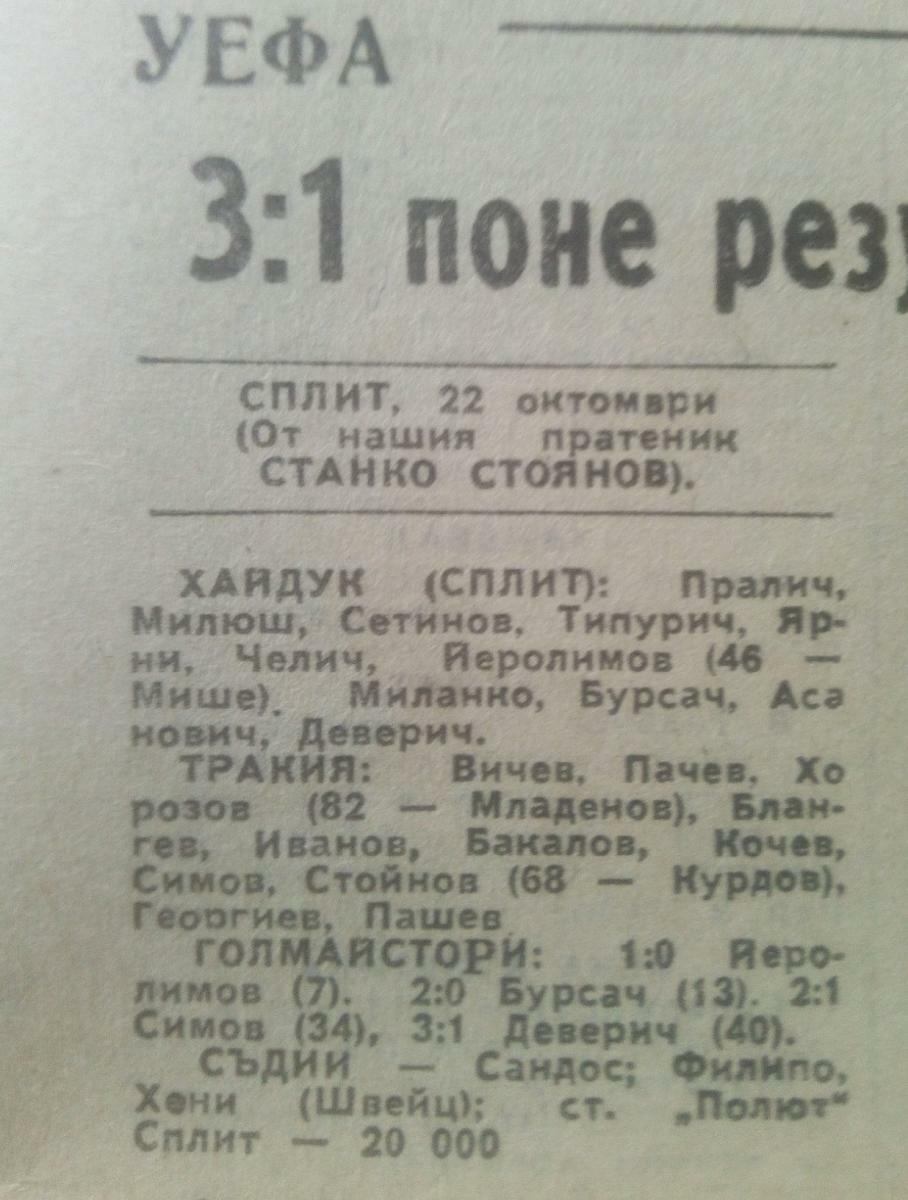 УЕФА
3:1 поне резу
СПЛИТ, 22 октомври
(От нашия пратеник
СТАНКО СТОЯНОВ).
ХАЙДУК (СПЛИТ): Пралич,
Милюш, Сетинов, Типурич, Яр-
ни, Челич, Йеролимов (46 —
Мише). Миланко, Бурсач, Аса
нович, Деверич.
ТРАКИЯ: Вичев, Пачев, Хо
розов (82 — Младенов), Блан-
гев, Иванов, Бакалов, Кочев,
Симов, Стойнов (68 — Курдов),
Георгиев, Пашев
ГОЛМАЙСТОРИ: 1:0 Йеро-
лимов (7). 2:0 Бурсач (13). 2:1
Симов (34), 3:1 Деверич (40).
СЪДИИ — Сандос; Филипо,
Хени (Швейц); ст. „Полют“
Сплит — 20 000